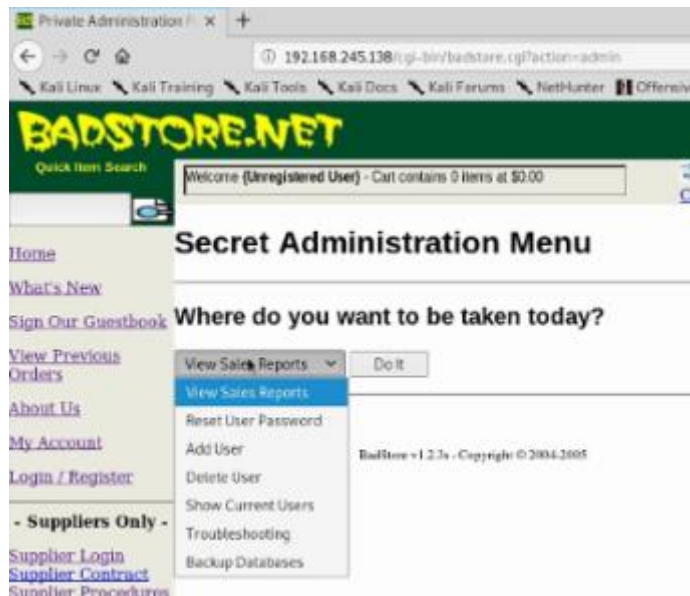 Private Administration
192.168.245.138/cgi-bin/badstore.cgi?action=admin
Kali Linux Kali Training Kali Tools Kali Docs Kali Forums NetHunter
BADSTORE.NET
Quick Item Search
Welcome {Unregistered User} - Cart contains 0 items at $0.00
Home
What's New
Sign Our Guestbook
View Previous
Orders
About Us
My Account
Login / Register
- Suppliers Only -
Supplier Login
Supplier Contract
Supplier Procedures
Secret Administration Menu
Where do you want to be taken today?
View Sales Reports
Do It
View Sales Reports
Reset User Password
Add User
Delete User
Show Current Users
Troubleshooting
Backup Databases
BadStore v1.2.3s - Copyright © 2004-2005